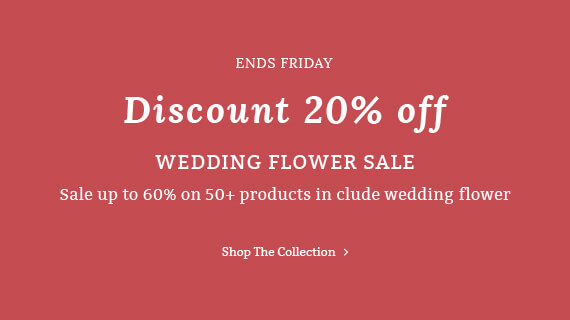 ENDS FRIDAY
Discount 20% off
WEDDING FLOWER SALE
Sale up to 60% on 50+ products in clude wedding flower
Shop The Collection >